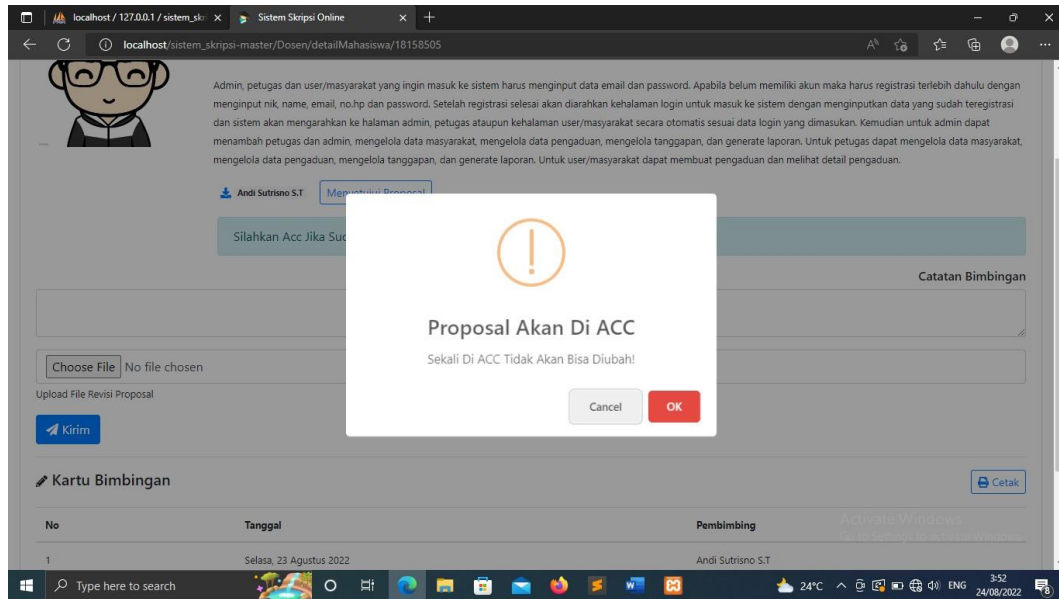 localhost / 127.0.0.1 / sistem_skr
Sistem Skripsi Online
localhost/sistem_skripsi-master/Dosen/detailMahasiswa/18158505
Admin, petugas dan user/masyarakat yang ingin masuk ke sistem harus menginput data email dan password. Apabila belum memiliki akun maka harus registrasi terlebih dahulu dengan
menginput nik, name, email, no.hp dan password. Setelah registrasi selesai akan diarahkan kehalaman login untuk masuk ke sistem dengan menginputkan data yang sudah teregistrasi
dan sistem akan mengarahkan ke halaman admin, petugas ataupun kehalaman user/masyarakat secara otomatis sesuai data login yang dimasukan. Kemudian untuk admin dapat
menambah petugas dan admin, mengelola data masyarakat, mengelola data pengaduan, mengelola tanggapan, dan generate laporan. Untuk petugas dapat mengelola data masyarakat,
mengelola data pengaduan, mengelola tanggapan, dan generate laporan. Untuk user/masyarakat dapat membuat pengaduan dan melihat detail pengaduan.
Andi Sutrisno S.T Menyetujui Proposal
Silahkan Acc Jika Suc
Catatan Bimbingan
Proposal Akan Di ACC
Sekali Di ACC Tidak Akan Bisa Diubah!
Cancel OK
Choose File No file chosen
Upload File Revisi Proposal
Kirim
Kartu Bimbingan
Cetak
No Tanggal Pembimbing
1 Selasa, 23 Agustus 2022 Andi Sutrisno S.T
Activate Windows
Go to Settings to activate Windows.
Type here to search
24°C ENG 3:52
24/08/2022